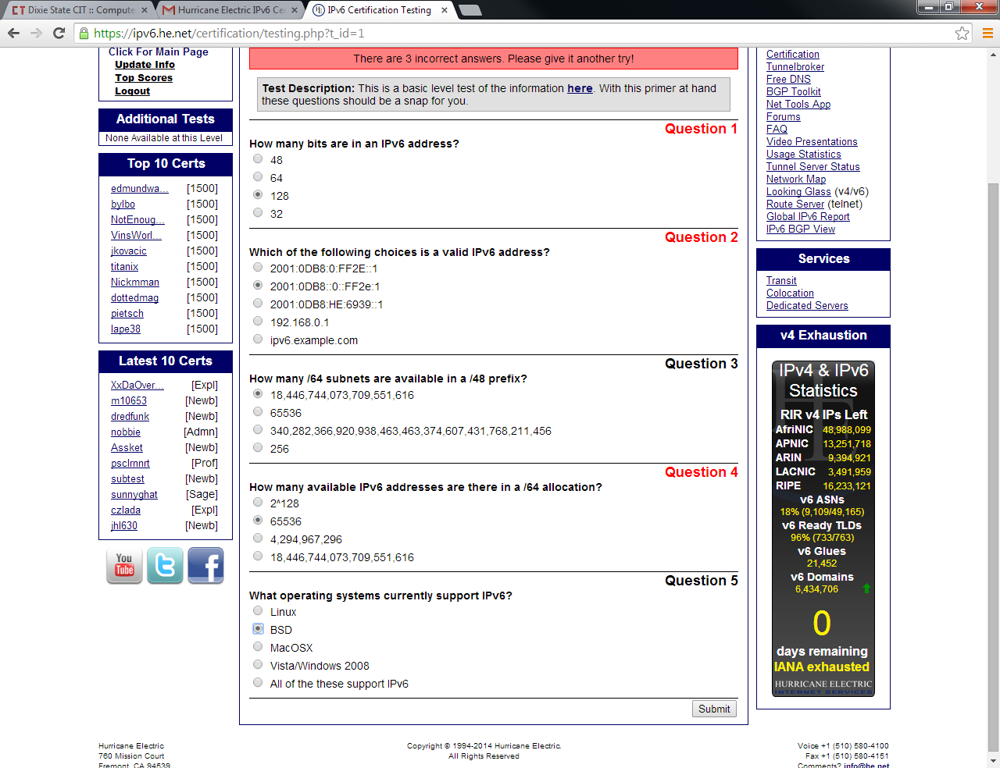 Dixie State CIT :: Compute
Hurricane Electric IPv6 Cei
IPv6 Certification Testing
https://ipv6.he.net/certification/testing.php?t_id=1
Click For Main Page
Update Info
Top Scores
Logout
Additional Tests
None Available at this Level
Top 10 Certs
edmundwa... [1500]
bylbo [1500]
NotEnoug... [1500]
VinsWorl... [1500]
jkovacic [1500]
titanix [1500]
Nickmman [1500]
dottedmag [1500]
pietsch [1500]
lape38 [1500]
Latest 10 Certs
XxDaOver... [Expl]
m10653 [Newb]
dredfunk [Newb]
nobbie [Admn]
Assket [Newb]
psclrnnrt [Prof]
subtest [Newb]
sunnyghat [Sage]
czlada [Expl]
jhl630 [Newb]
You
Tube
There are 3 incorrect answers. Please give it another try!
Test Description: This is a basic level test of the information here. With this primer at hand
these questions should be a snap for you.
Question 1
How many bits are in an IPv6 address?
48
64
128
32
Question 2
Which of the following choices is a valid IPv6 address?
2001:0DB8:0:FF2E::1
2001:0DB8::0::FF2e:1
2001:0DB8:HE:6939::1
192.168.0.1
ipv6.example.com
Question 3
How many /64 subnets are available in a /48 prefix?
18,446,744,073,709,551,616
65536
340,282,366,920,938,463,463,374,607,431,768,211,456
256
Question 4
How many available IPv6 addresses are there in a /64 allocation?
2^128
65536
4,294,967,296
18,446,744,073,709,551,616
Question 5
What operating systems currently support IPv6?
Linux
BSD
MacOSX
Vista/Windows 2008
All of the these support IPv6
Submit
Certification
Tunnelbroker
Free DNS
BGP Toolkit
Net Tools App
Forums
FAQ
Video Presentations
Usage Statistics
Tunnel Server Status
Network Map
Looking Glass (v4/v6)
Route Server (telnet)
Global IPv6 Report
IPv6 BGP View
Services
Transit
Colocation
Dedicated Servers
v4 Exhaustion
IPv4 & IPv6
Statistics
RIR v4 IPs Left
AfriNIC 48,988,099
APNIC 13,251,718
ARIN 9,394,921
LACNIC 3,491,959
RIPE 16,233,121
v6 ASNs
18% (9,109/49,165)
v6 Ready TLDs
96% (733/763)
v6 Glues
21,452
v6 Domains
6,434,706
0
days remaining
IANA exhausted
HURRICANE ELECTRIC
INTERNET SERVICES
Hurricane Electric
760 Mission Court
Fremont, CA 94539
Copyright © 1994-2014 Hurricane Electric.
All Rights Reserved
Voice +1 (510) 580-4100
Fax +1 (510) 580-4151
Comments? info@he.net